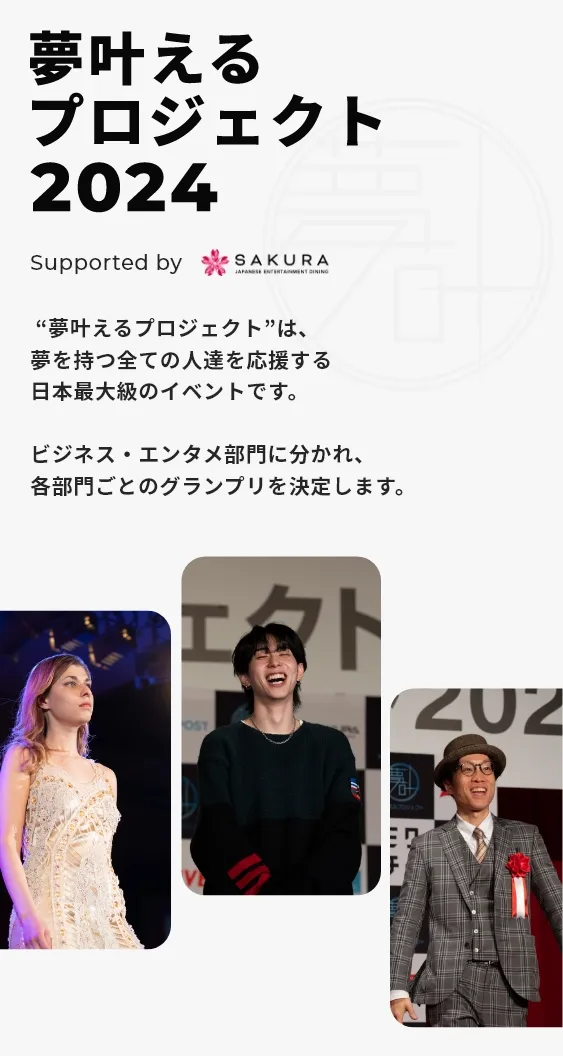 夢叶える
プロジェクト
2024
Supported by SAKURA
JAPANESE ENTERTAINMENT DINING
“夢叶えるプロジェクト”は、
夢を持つ全ての人達を応援する
日本最大級のイベントです。
ビジネス・エンタメ部門に分かれ、
各部門ごとのグランプリを決定します。
ェクト
POST
202